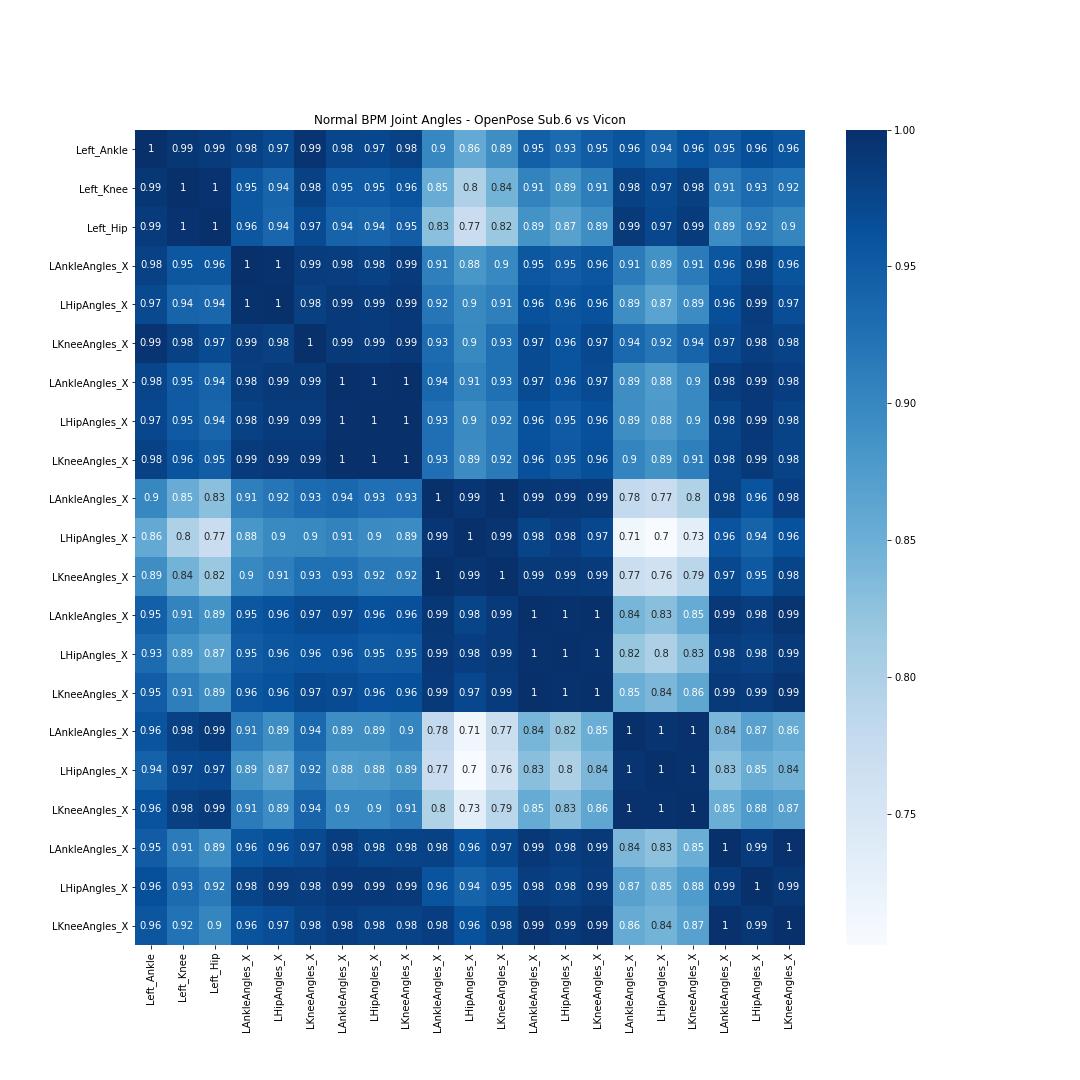 Normal BPM Joint Angles - OpenPose Sub.6 vs Vicon
Left_Ankle 1 0.99 0.99 0.98 0.97 0.99 0.98 0.97 0.98 0.9 0.86 0.89 0.95 0.93 0.95 0.96 0.94 0.96 0.95 0.96 0.96
Left_Knee 0.99 1 1 0.95 0.94 0.98 0.95 0.95 0.96 0.85 0.8 0.84 0.91 0.89 0.91 0.98 0.97 0.98 0.91 0.93 0.92
Left_Hip 0.99 1 1 0.96 0.94 0.97 0.94 0.94 0.95 0.83 0.77 0.82 0.89 0.87 0.89 0.99 0.97 0.99 0.89 0.92 0.9
LAnkleAngles_X 0.98 0.95 0.96 1 1 0.99 0.98 0.98 0.99 0.91 0.88 0.9 0.95 0.95 0.96 0.91 0.89 0.91 0.96 0.98 0.96
LHipAngles_X 0.97 0.94 0.94 1 1 0.98 0.99 0.99 0.99 0.92 0.9 0.91 0.96 0.96 0.96 0.89 0.87 0.89 0.96 0.99 0.97
LKneeAngles_X 0.99 0.98 0.97 0.99 0.98 1 0.99 0.99 0.99 0.93 0.9 0.93 0.97 0.96 0.97 0.94 0.92 0.94 0.97 0.98 0.98
LAnkleAngles_X 0.98 0.95 0.94 0.98 0.99 0.99 1 1 1 0.94 0.91 0.93 0.97 0.96 0.97 0.89 0.88 0.9 0.98 0.99 0.98
LHipAngles_X 0.97 0.95 0.94 0.98 0.99 0.99 1 1 1 0.93 0.9 0.92 0.96 0.95 0.96 0.89 0.88 0.9 0.98 0.99 0.98
LKneeAngles_X 0.98 0.96 0.95 0.99 0.99 0.99 1 1 1 0.93 0.89 0.92 0.96 0.95 0.96 0.9 0.89 0.91 0.98 0.99 0.98
LAnkleAngles_X 0.9 0.85 0.83 0.91 0.92 0.93 0.94 0.93 0.93 1 0.99 1 0.99 0.99 0.99 0.78 0.77 0.8 0.98 0.96 0.98
LHipAngles_X 0.86 0.8 0.77 0.88 0.9 0.9 0.91 0.9 0.89 0.99 1 0.99 0.98 0.98 0.97 0.71 0.7 0.73 0.96 0.94 0.96
LKneeAngles_X 0.89 0.84 0.82 0.9 0.91 0.93 0.93 0.92 0.92 1 0.99 1 0.99 0.99 0.99 0.77 0.76 0.79 0.97 0.95 0.98
LAnkleAngles_X 0.95 0.91 0.89 0.95 0.96 0.97 0.97 0.96 0.96 0.99 0.98 0.99 1 1 1 0.84 0.83 0.85 0.99 0.98 0.99
LHipAngles_X 0.93 0.89 0.87 0.95 0.96 0.96 0.96 0.95 0.95 0.99 0.98 0.99 1 1 1 0.82 0.8 0.83 0.98 0.98 0.99
LKneeAngles_X 0.95 0.91 0.89 0.96 0.96 0.97 0.97 0.96 0.96 0.99 0.97 0.99 1 1 1 0.85 0.84 0.86 0.99 0.99 0.99
LAnkleAngles_X 0.96 0.98 0.99 0.91 0.89 0.94 0.89 0.89 0.9 0.78 0.71 0.77 0.84 0.82 0.85 1 1 1 0.84 0.87 0.86
LHipAngles_X 0.94 0.97 0.97 0.89 0.87 0.92 0.88 0.88 0.89 0.77 0.7 0.76 0.83 0.8 0.84 1 1 1 0.83 0.85 0.84
LKneeAngles_X 0.96 0.98 0.99 0.91 0.89 0.94 0.9 0.9 0.91 0.8 0.73 0.79 0.85 0.83 0.86 1 1 1 0.85 0.88 0.87
LAnkleAngles_X 0.95 0.91 0.89 0.96 0.96 0.97 0.98 0.98 0.98 0.98 0.96 0.97 0.99 0.98 0.99 0.84 0.83 0.85 1 0.99 1
LHipAngles_X 0.96 0.93 0.92 0.98 0.99 0.98 0.99 0.99 0.99 0.96 0.94 0.95 0.98 0.98 0.99 0.87 0.85 0.88 0.99 1 0.99
LKneeAngles_X 0.96 0.92 0.9 0.96 0.97 0.98 0.98 0.98 0.98 0.98 0.96 0.98 0.99 0.99 0.99 0.86 0.84 0.87 1 0.99 1
Left_Ankle
Left_Knee
Left_Hip
LAnkleAngles_X
LHipAngles_X
LKneeAngles_X
LAnkleAngles_X
LHipAngles_X
LKneeAngles_X
LAnkleAngles_X
LHipAngles_X
LKneeAngles_X
LAnkleAngles_X
LHipAngles_X
LKneeAngles_X
LAnkleAngles_X
LHipAngles_X
LKneeAngles_X
LAnkleAngles_X
LHipAngles_X
LKneeAngles_X
1.00
0.95
0.90
0.85
0.80
0.75